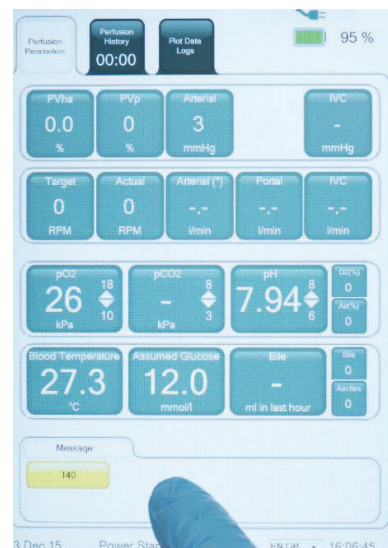 Perfusion Parameters
Perfusion History
00:00
Plot Data Logs
95 %
PVha
0.0
%
PVp
0
%
Arterial
3
mmHg
IVC
-
mmHg
Target
0
RPM
Actual
0
RPM
Arterial (*)
-.-
l/min
Portal
-.-
l/min
IVC
-.-
l/min
pO2
26
18
10
kPa
pCO2
-
8
3
kPa
pH
7.94
8
6
O2(%)
0
Air(%)
0
Blood Temperature
27.3
°C
Assumed Glucose
12.0
mmol/l
Bile
-
ml in last hour
Bile
0
Ascites
0
Message
140
3 Dec 15
Power
EN GB
16:06:45